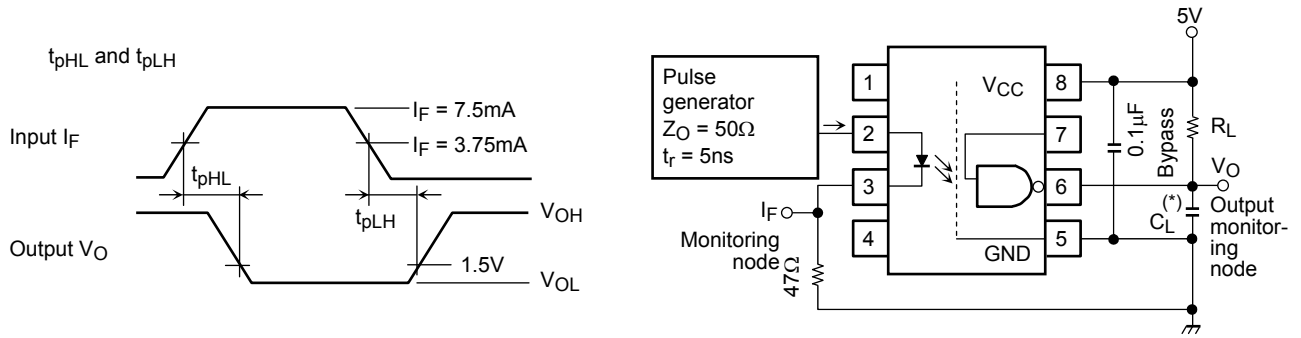 tpHL and tpLH
Input IF
IF = 7.5mA
IF = 3.75mA
tpHL
tpLH
Output VO
VOH
1.5V
VOL
5V
Pulse
generator
ZO = 50Ω
tr = 5ns
1
2
3
4
VCC
GND
8
7
6
5
0.1μF
Bypass
RL
VO
(*)
CL
Output
monitor-
ing
node
IF
Monitoring
node
47Ω